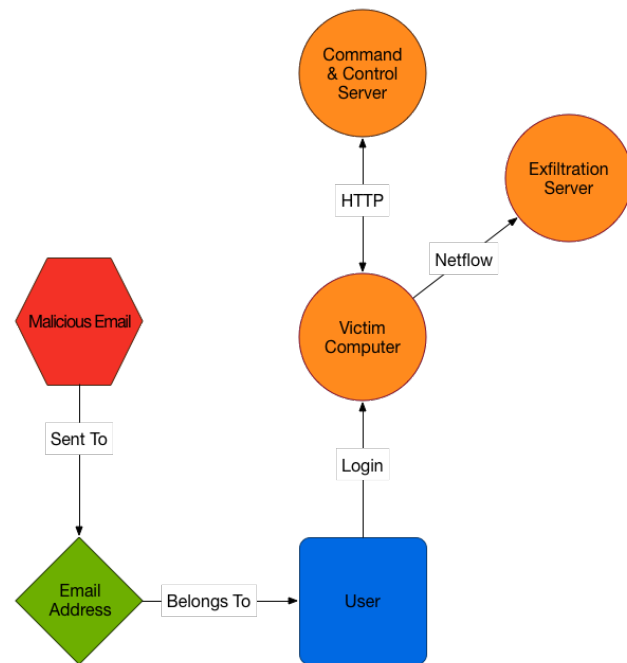 Command
& Control
Server
Exfiltration
Server
HTTP
Netflow
Malicious Email
Victim
Computer
Sent To
Login
Email
Address
Belongs To
User